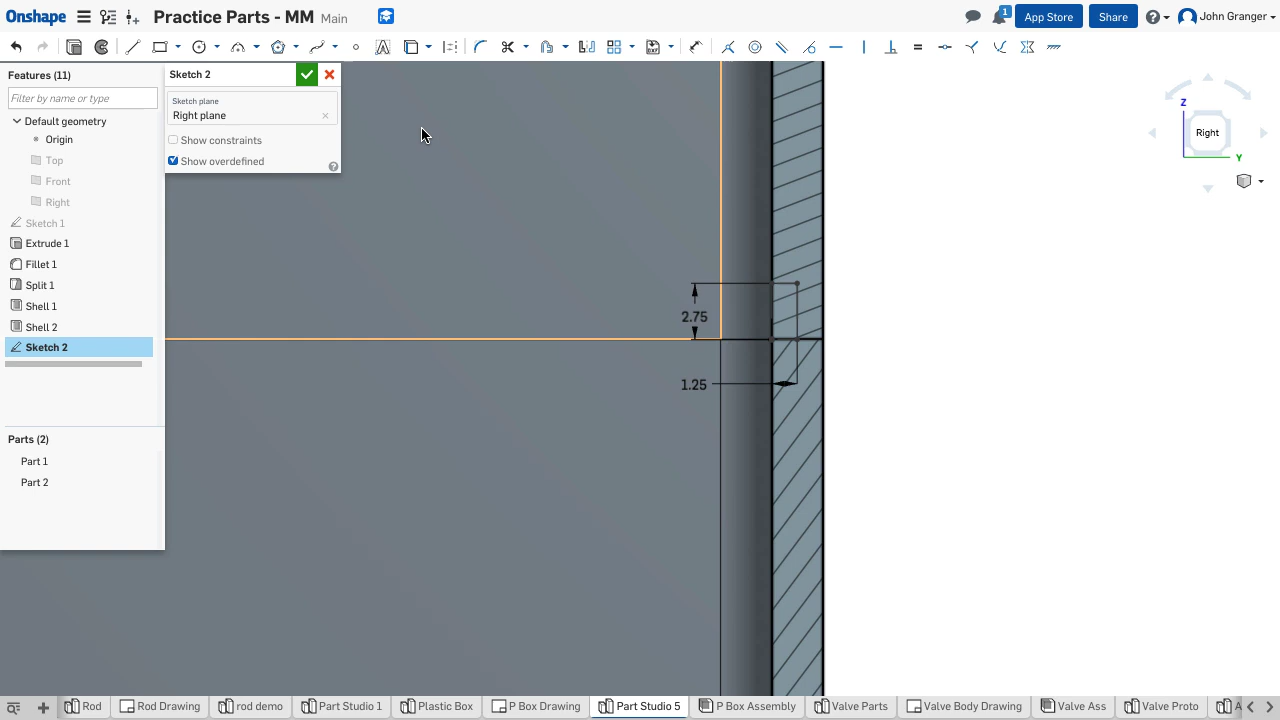 Onshape
Practice Parts - MM Main
1
App Store
Share
John Granger
Features (11)
Filter by name or type
Default geometry
Origin
Top
Front
Right
Sketch 1
Extrude 1
Fillet 1
Split 1
Shell 1
Shell 2
Sketch 2
Parts (2)
Part 1
Part 2
Sketch 2
Sketch plane
Right plane
Show constraints
Show overdefined
2.75
1.25
Z
Right
Y
Rod
Rod Drawing
rod demo
Part Studio 1
Plastic Box
P Box Drawing
Part Studio 5
P Box Assembly
Valve Parts
Valve Body Drawing
Valve Ass
Valve Proto